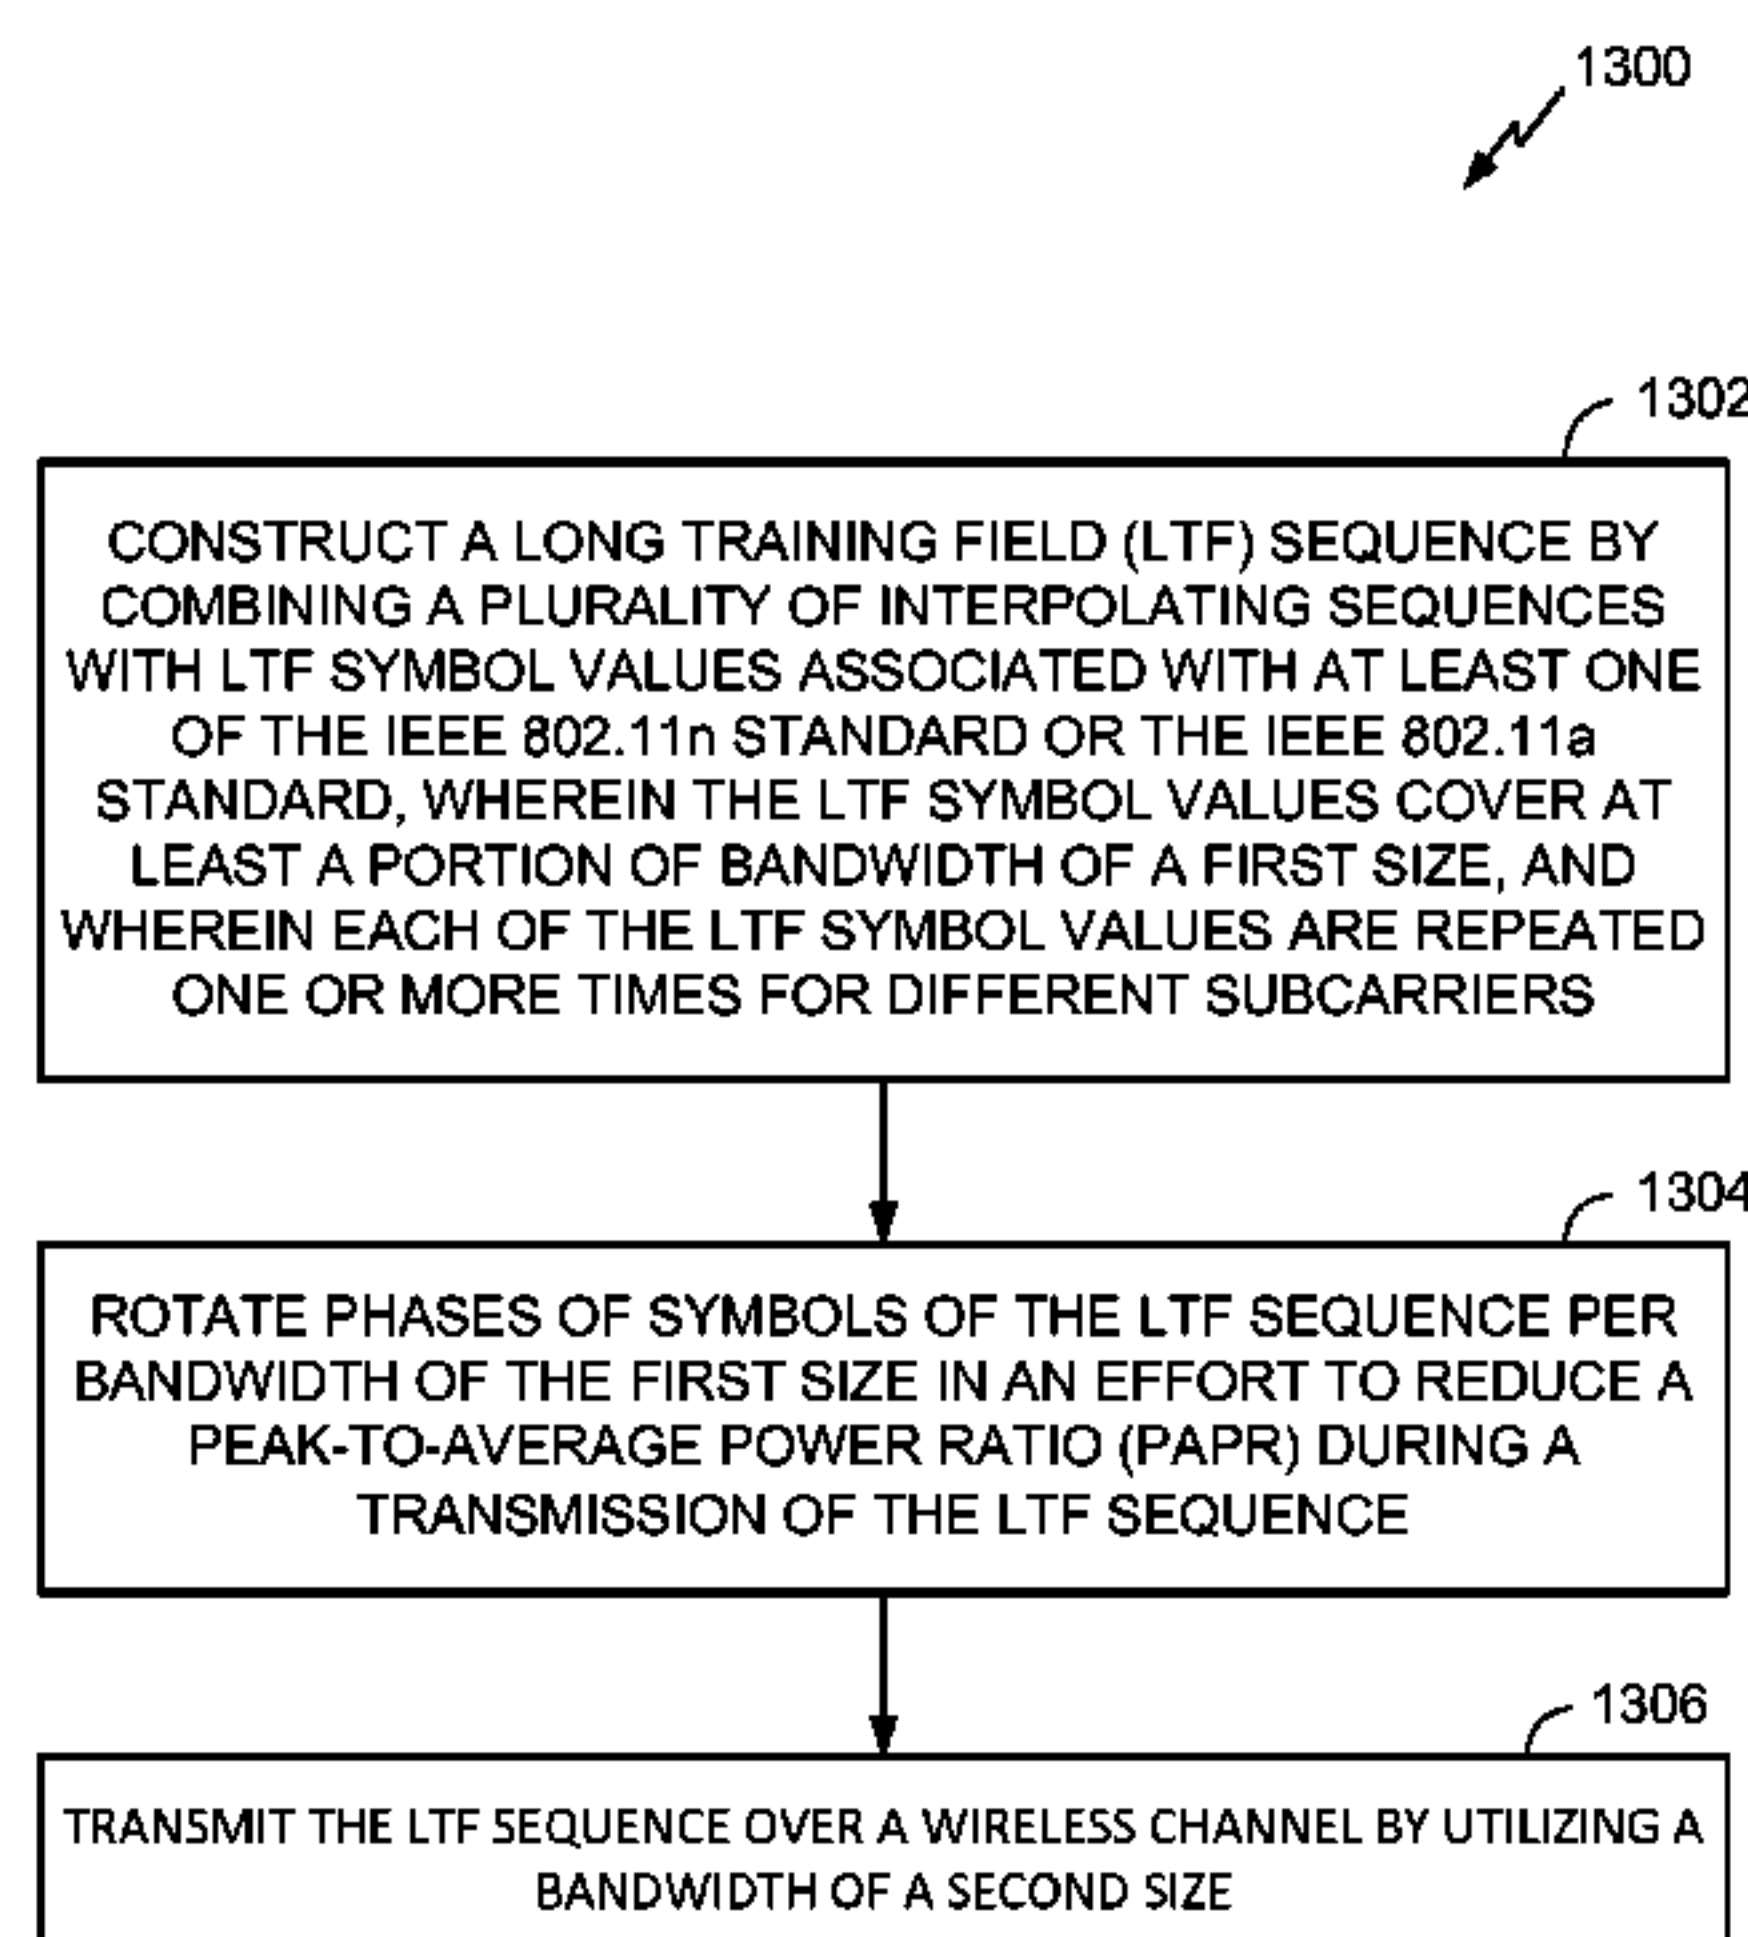 1300
1302
CONSTRUCT A LONG TRAINING FIELD (LTF) SEQUENCE BY
COMBINING A PLURALITY OF INTERPOLATING SEQUENCES
WITH LTF SYMBOL VALUES ASSOCIATED WITH AT LEAST ONE
OF THE IEEE 802.11n STANDARD OR THE IEEE 802.11a
STANDARD, WHEREIN THE LTF SYMBOL VALUES COVER AT
LEAST A PORTION OF BANDWIDTH OF A FIRST SIZE, AND
WHEREIN EACH OF THE LTF SYMBOL VALUES ARE REPEATED
ONE OR MORE TIMES FOR DIFFERENT SUBCARRIERS
1304
ROTATE PHASES OF SYMBOLS OF THE LTF SEQUENCE PER
BANDWIDTH OF THE FIRST SIZE IN AN EFFORT TO REDUCE A
PEAK-TO-AVERAGE POWER RATIO (PAPR) DURING A
TRANSMISSION OF THE LTF SEQUENCE
1306
TRANSMIT THE LTF SEQUENCE OVER A WIRELESS CHANNEL BY UTILIZING A
BANDWIDTH OF A SECOND SIZE